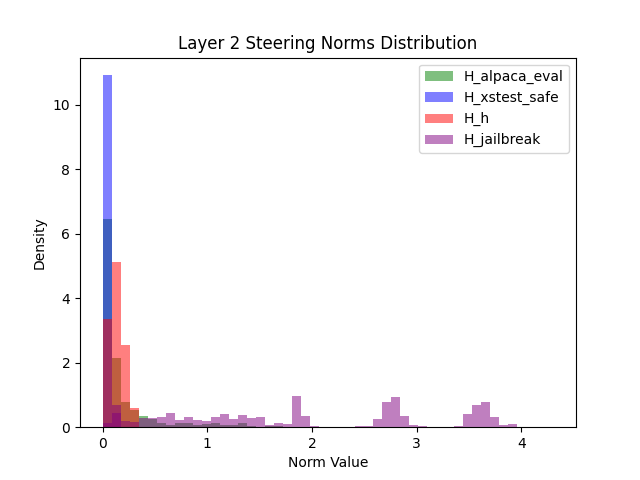 Layer 2 Steering Norms Distribution
H_alpaca_eval
H_xstest_safe
H_h
H_jailbreak
Density
10
8
6
4
2
0
0 1 2 3 4
Norm Value